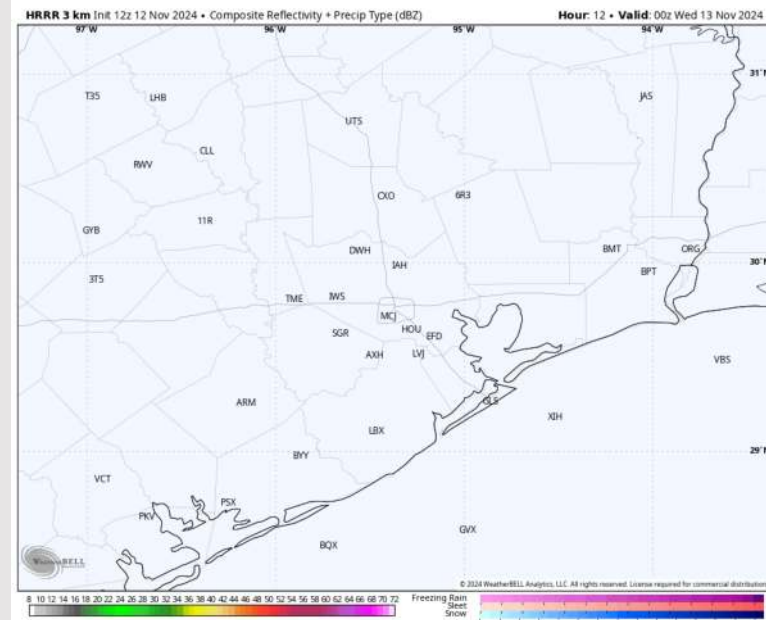 HRRR 3 km Init 12z 12 Nov 2024 • Composite Reflectivity + Precip Type (dBZ) Hour: 12 • Valid: 00z Wed 13 Nov 2024
97°W 96°W 95°W 94°W
31°N
T35 LHB JAS
UTS
CLL
RWV
CXO 6R3
11R
GYB
DWH BMT ORG
IAH 30°N
3T5 BPT
TME IWS
MCJ
SGR HOU EFD
AXH LVJ VBS
ARM GLS
XIH
LBX
BYY 29°N
VCT
PSX
PKV
GVX
BQX
WeatherBELL
© 2024 WeatherBELL Analytics, LLC. All rights reserved. License required for commercial distribution
8 10 12 14 16 18 20 22 24 26 28 30 32 34 36 38 40 42 44 46 48 50 52 54 56 58 60 62 64 66 68 70 72
Freezing Rain
Sleet
Snow